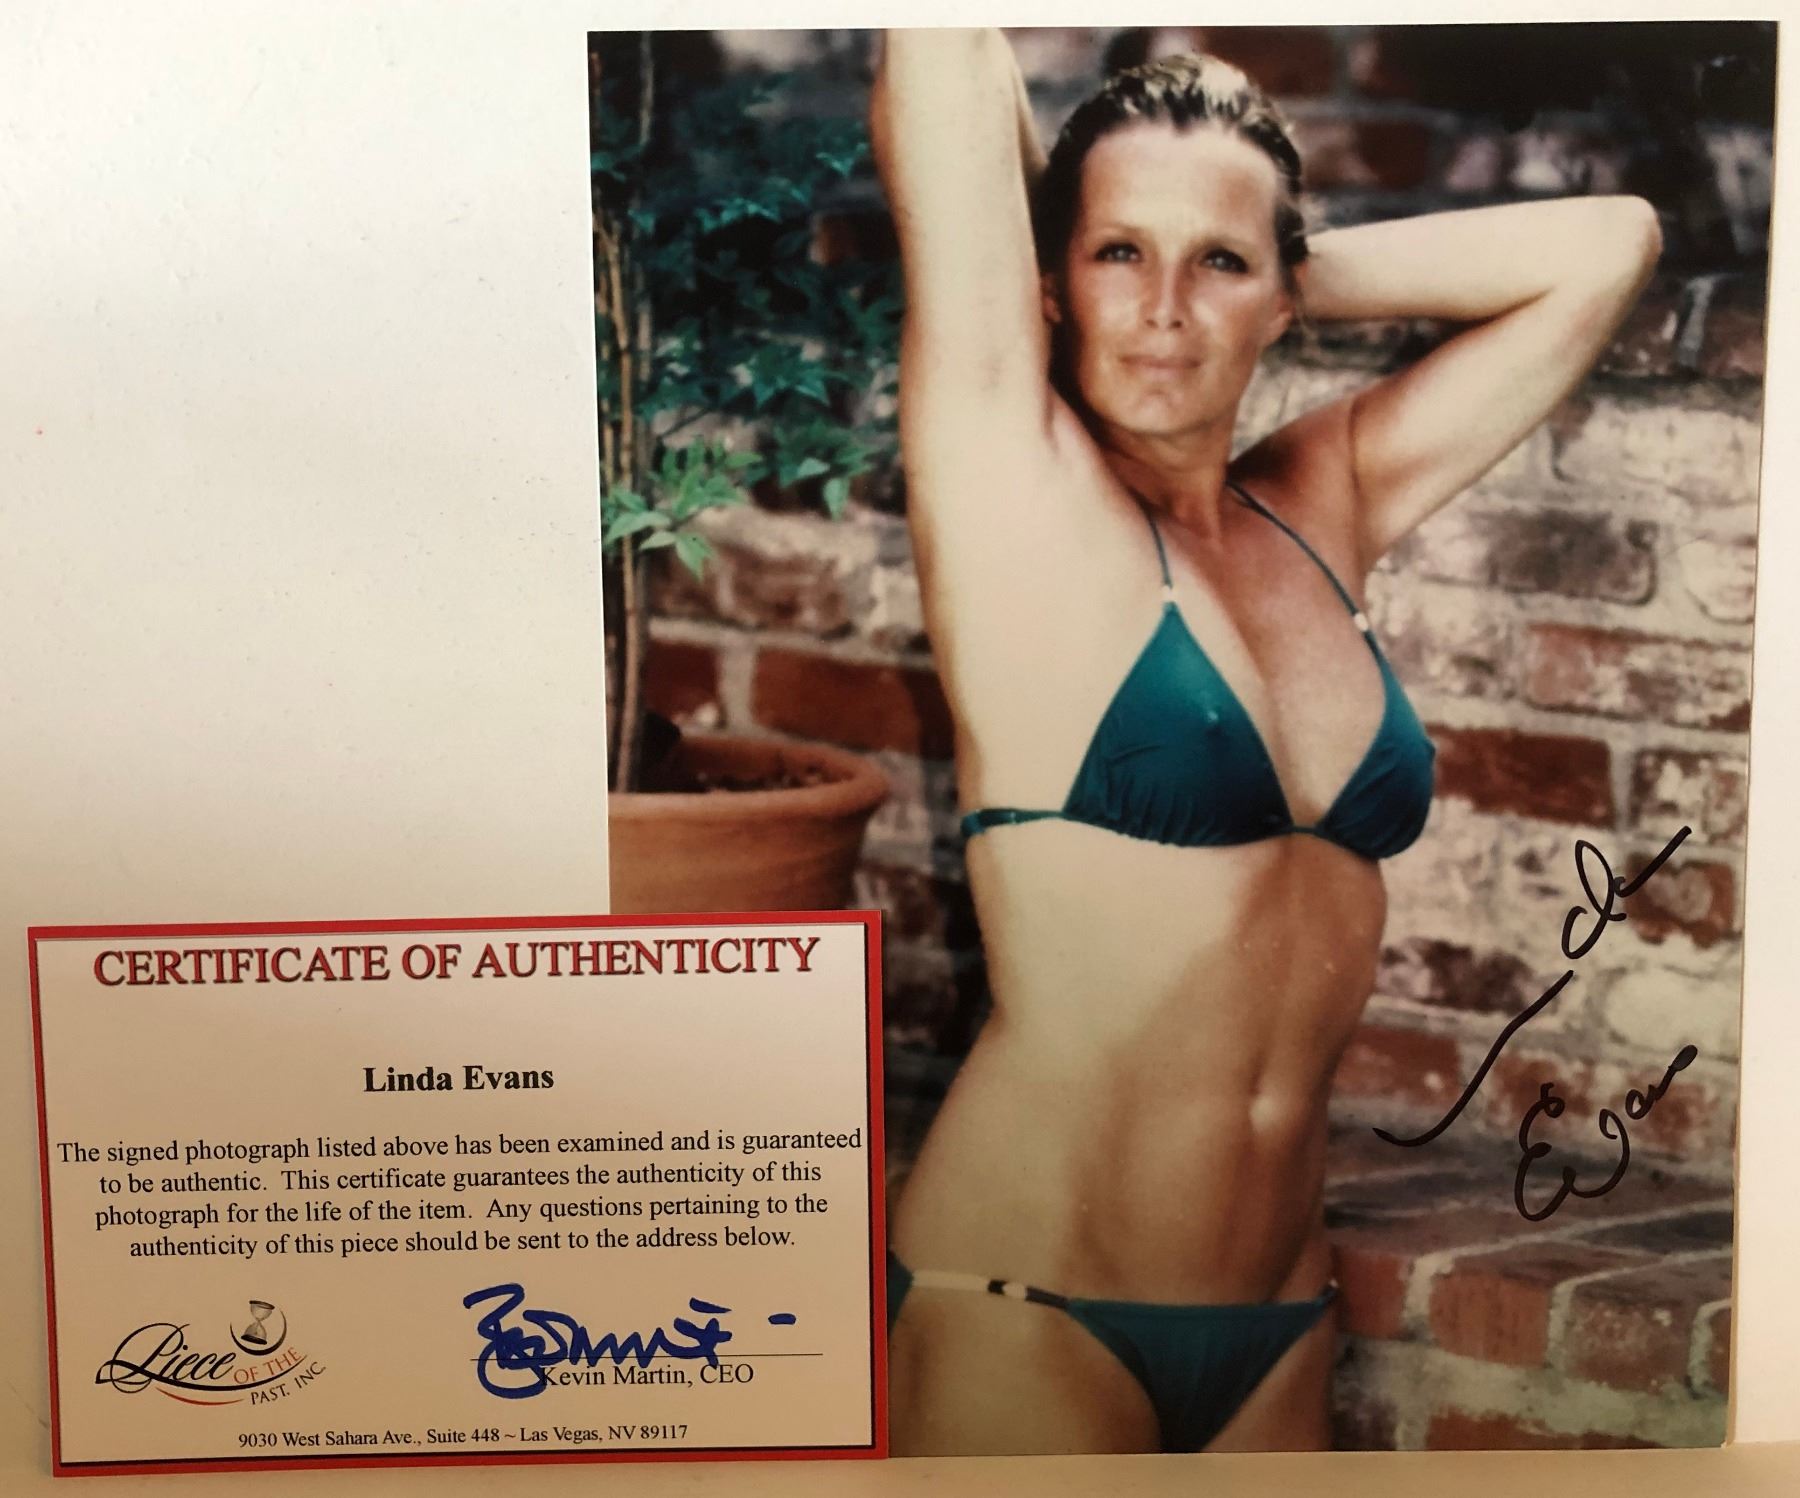 CERTIFICATE OF AUTHENTICITY
Linda Evans
The signed photograph listed above has been examined and is guaranteed
to be authentic. This certificate guarantees the authenticity of this
photograph for the life of the item. Any questions pertaining to the
authenticity of this piece should be sent to the address below.
Piece
OF THE
PAST, INC.
Kevin Martin, CEO
9030 West Sahara Ave., Suite 448 ~ Las Vegas, NV 89117
Linda
Evans